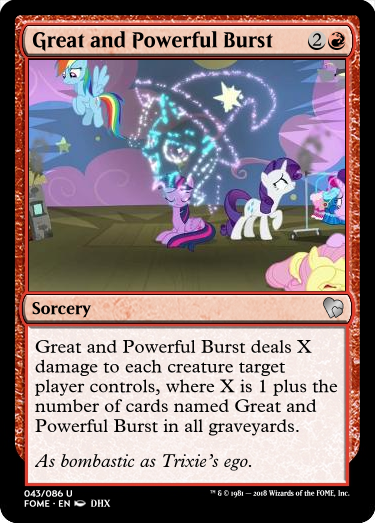 Great and Powerful Burst 2
Sorcery
Great and Powerful Burst deals X
damage to each creature target
player controls, where X is 1 plus the
number of cards named Great and
Powerful Burst in all graveyards.
As bombastic as Trixie's ego.
043/086 U
FOME • EN DHX
™ & © 1981 — 2018 Wizards of the FOME, Inc.